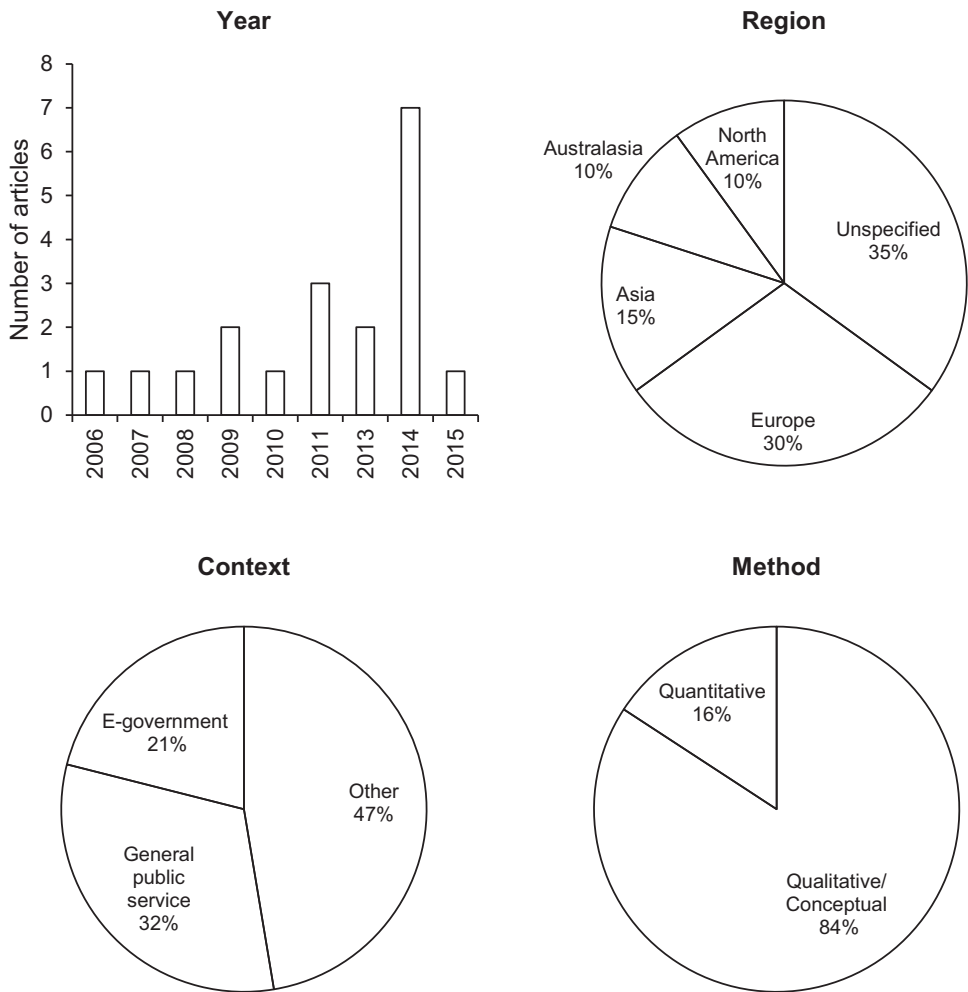 Year
Number of articles
8
7
6
5
4
3
2
1
0
2006
2007
2008
2009
2010
2011
2013
2014
2015
Region
North
America
10%
Australasia
10%
Unspecified
35%
Asia
15%
Europe
30%
Context
E-government
21%
Other
47%
General
public
service
32%
Method
Quantitative
16%
Qualitative/
Conceptual
84%